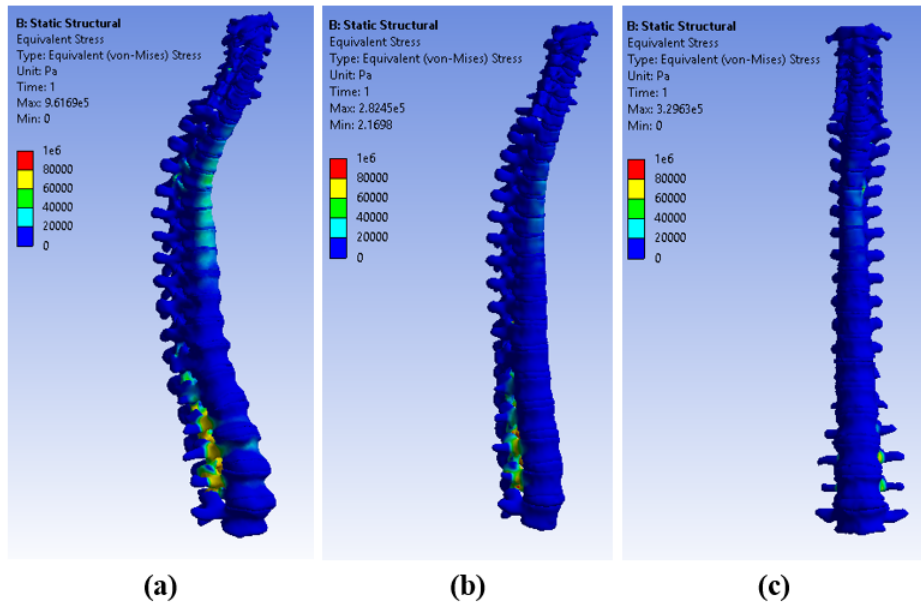 B: Static Structural
Equivalent Stress
Type: Equivalent (von-Mises) Stress
Unit: Pa
Time: 1
Max: 9.6169e5
Min: 0
1e6
80000
60000
40000
20000
0
(a)
B: Static Structural
Equivalent Stress
Type: Equivalent (von-Mises) Stress
Unit: Pa
Time: 1
Max: 2.8245e5
Min: 2.1698
1e6
80000
60000
40000
20000
0
(b)
B: Static Structural
Equivalent Stress
Type: Equivalent (von-Mises) Stress
Unit: Pa
Time: 1
Max: 3.2963e5
Min: 0
1e6
80000
60000
40000
20000
0
(c)